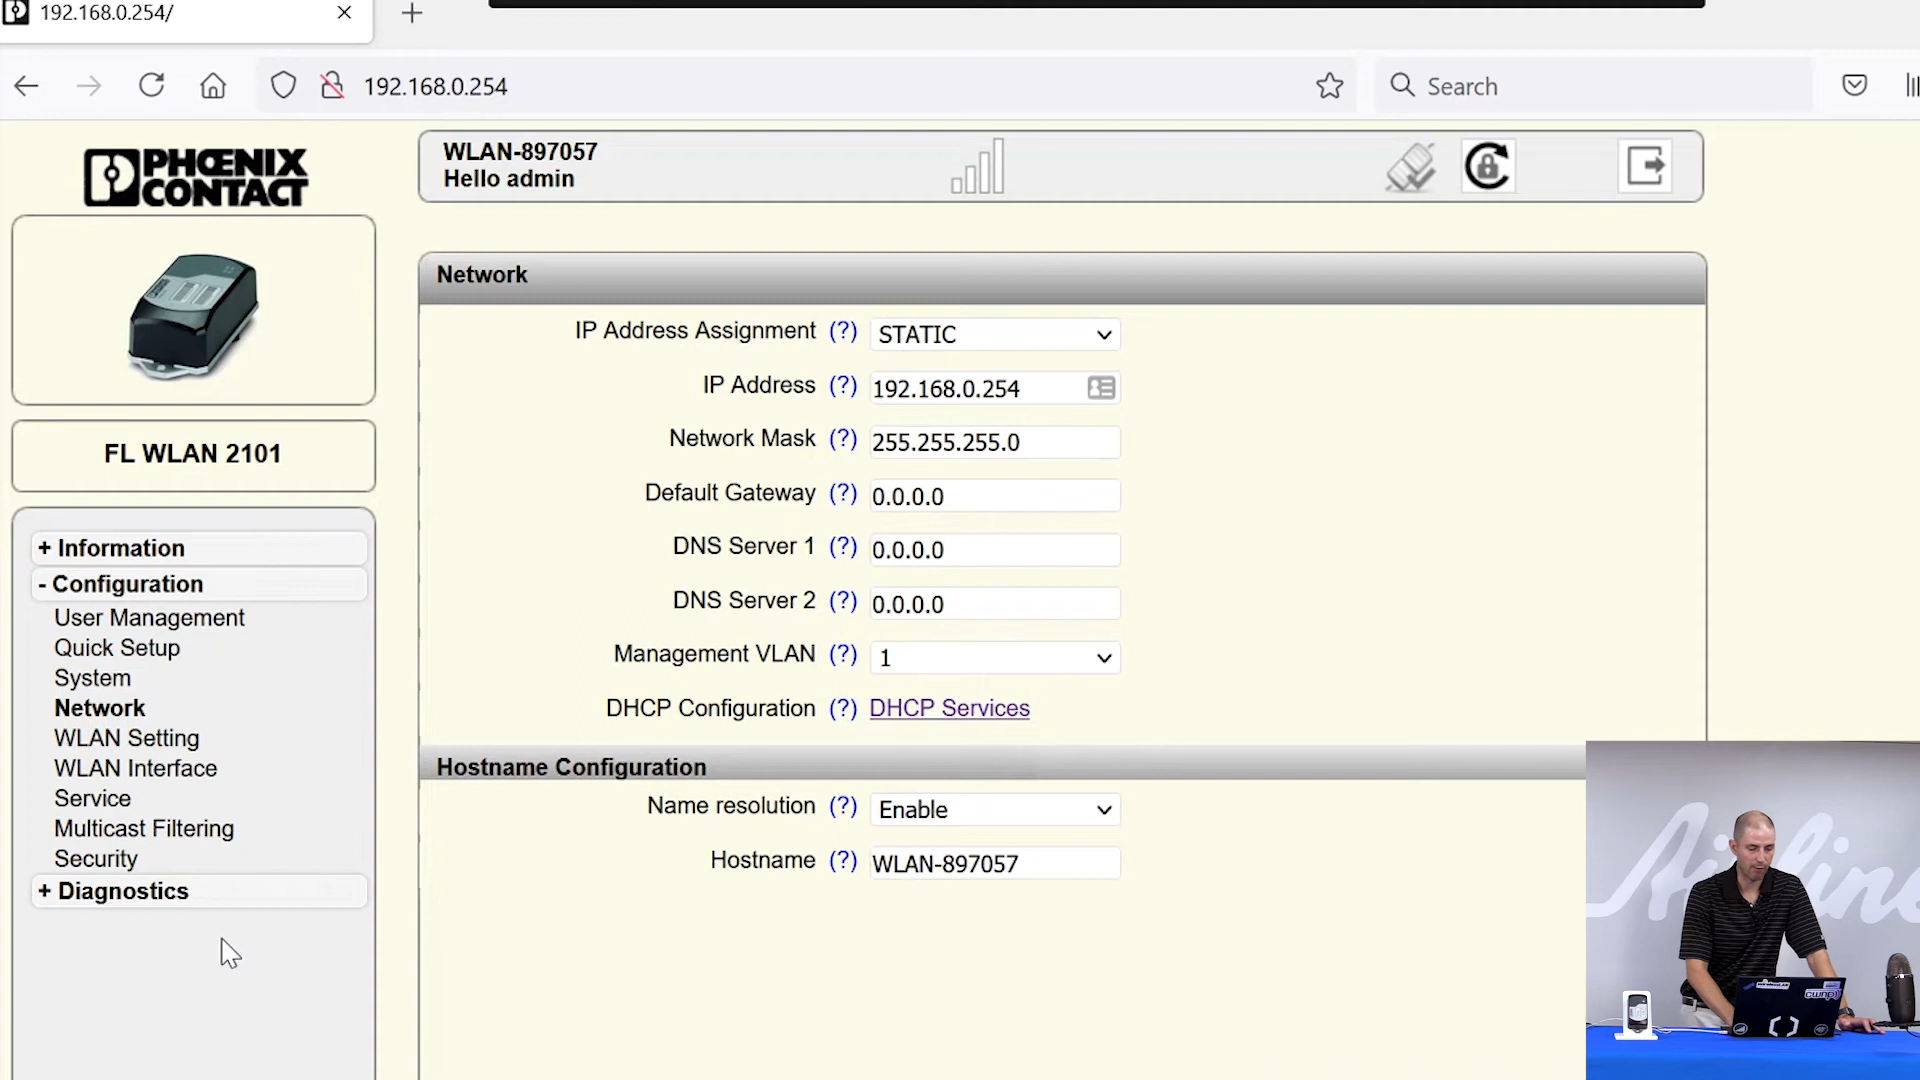 192.168.0.254/
192.168.0.254
Search
PHŒNIX
CONTACT
WLAN-897057
Hello admin
FL WLAN 2101
+ Information
- Configuration
User Management
Quick Setup
System
Network
WLAN Setting
WLAN Interface
Service
Multicast Filtering
Security
+ Diagnostics
Network
IP Address Assignment (?) STATIC
IP Address (?) 192.168.0.254
Network Mask (?) 255.255.255.0
Default Gateway (?) 0.0.0.0
DNS Server 1 (?) 0.0.0.0
DNS Server 2 (?) 0.0.0.0
Management VLAN (?) 1
DHCP Configuration (?) DHCP Services
Hostname Configuration
Name resolution (?) Enable
Hostname (?) WLAN-897057
Airline